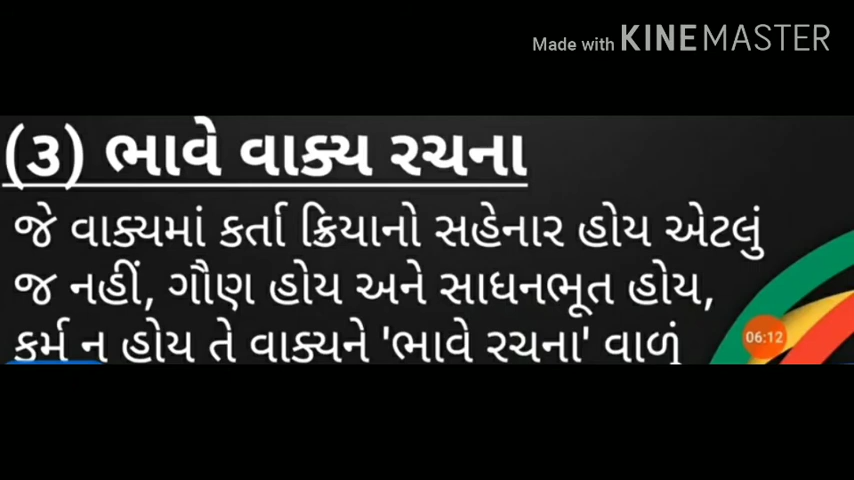 Made with KINEMASTER
(૩) ભાવે વાક્ય રચના
જે વાક્યમાં કર્તા ક્રિયાનો સહેનાર હોય એટલું
જ નહીં, ગૌણ હોય અને સાધનભૂત હોય,
કર્મ ન હોય તે વાક્યને 'ભાવે રચના' વાળું
06:12